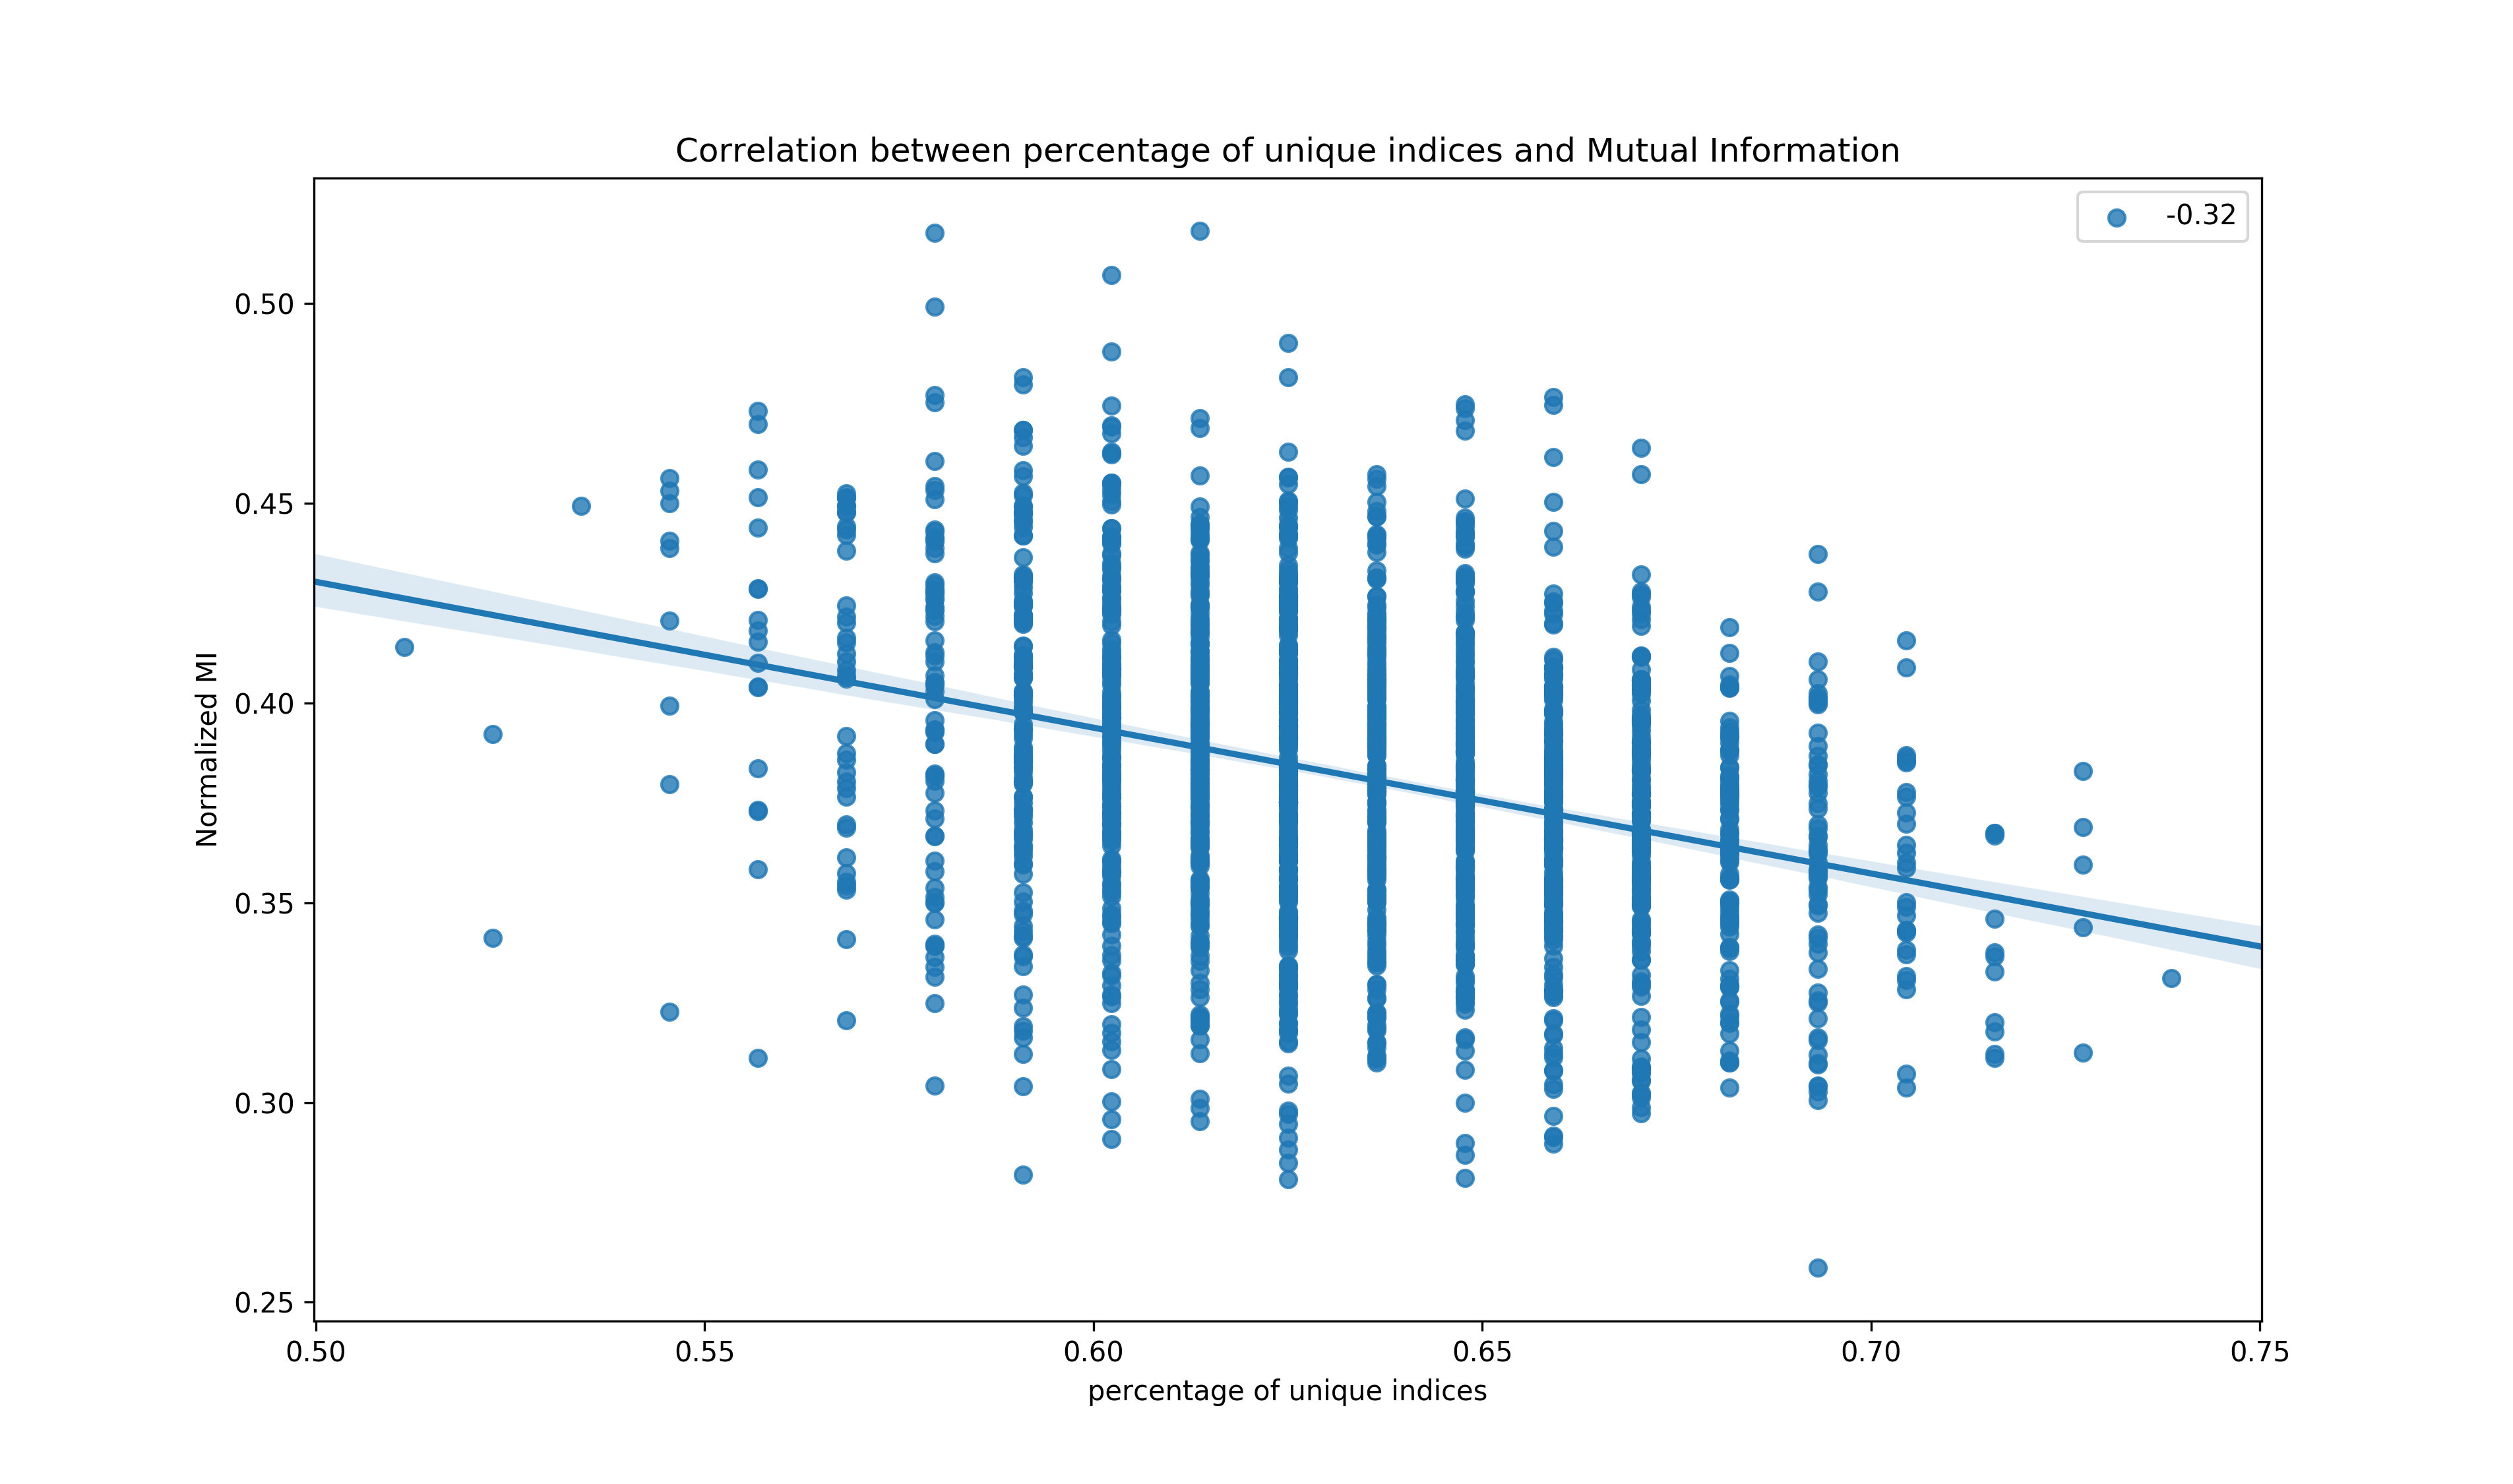 Correlation between percentage of unique indices and Mutual Information
-0.32
0.50
0.45
0.40
0.35
0.30
0.25
Normalized MI
0.50 0.55 0.60 0.65 0.70 0.75
percentage of unique indices